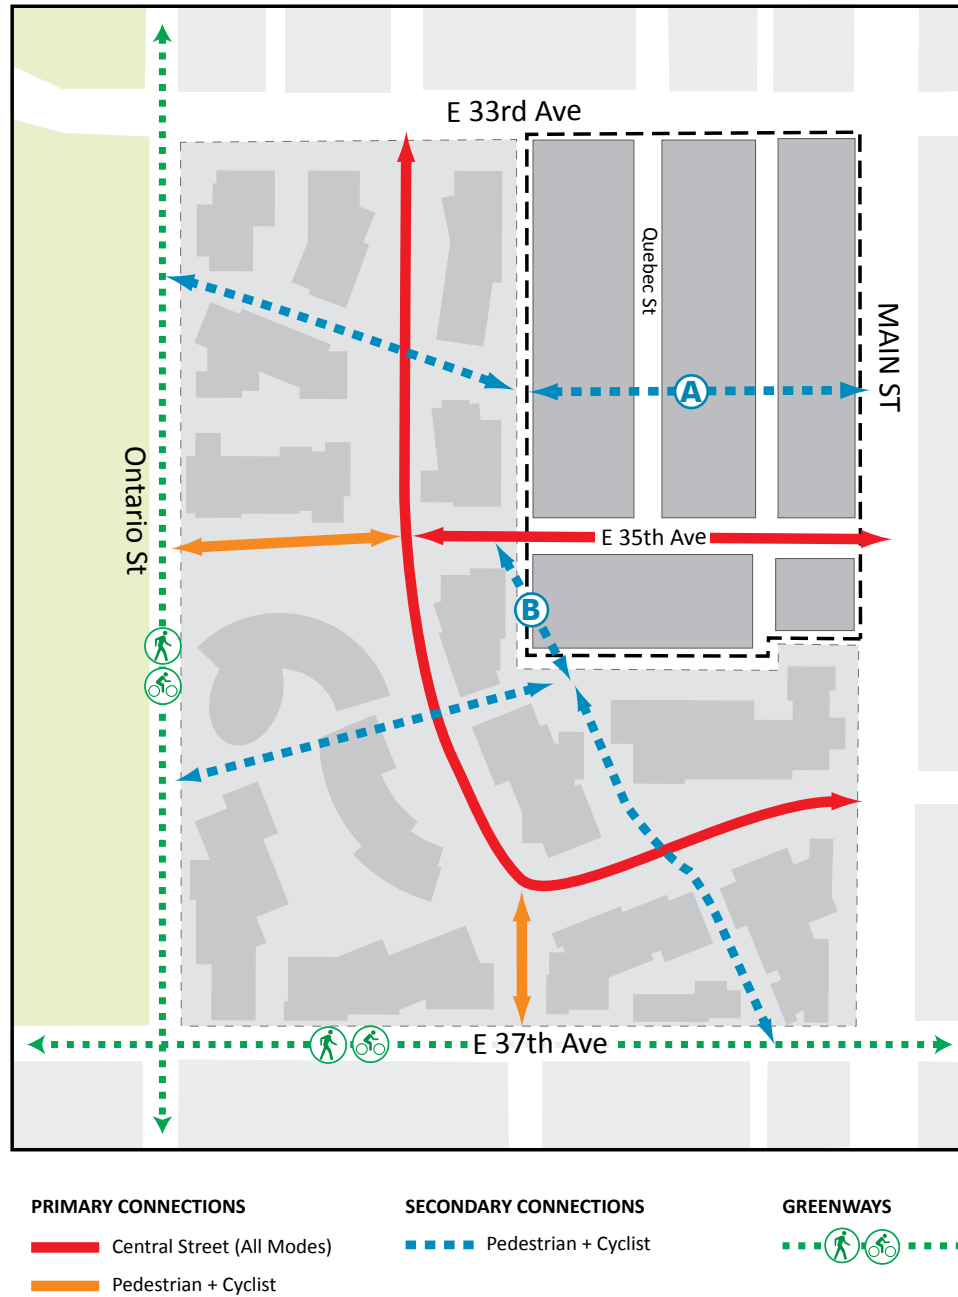 E 33rd Ave
Quebec St
MAIN ST
A
Ontario St
E 35th Ave
B
E 37th Ave
PRIMARY CONNECTIONS
Central Street (All Modes)
Pedestrian + Cyclist
SECONDARY CONNECTIONS
Pedestrian + Cyclist
GREENWAYS